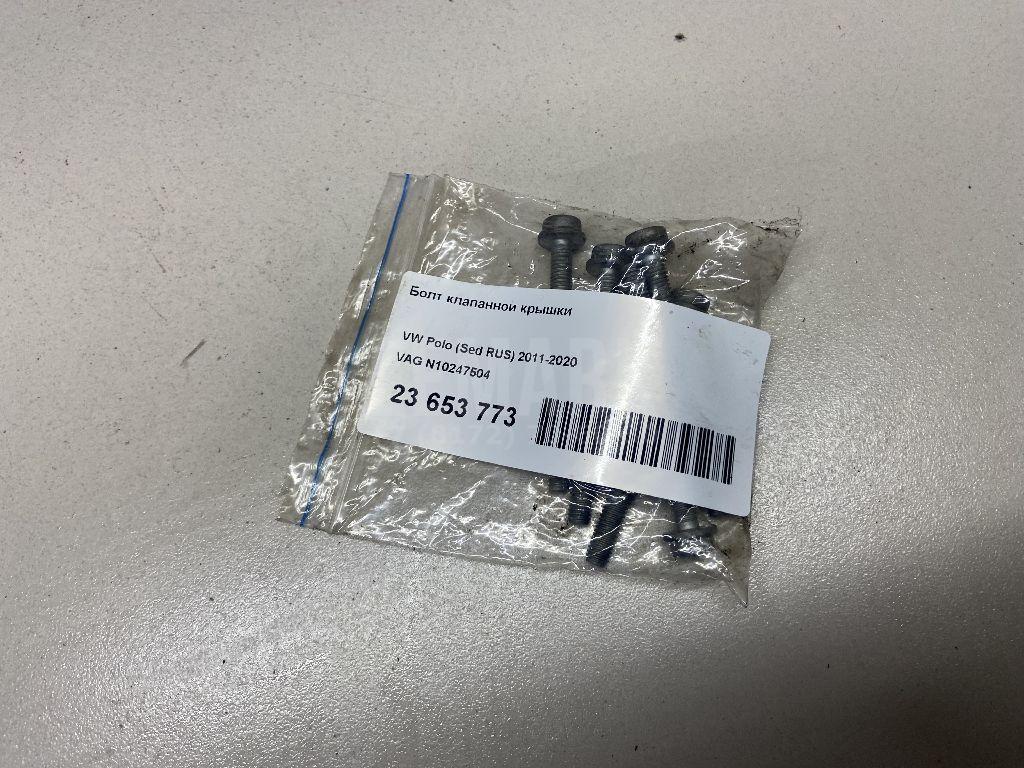 Болт клапанной крышки
VW Polo (Sed RUS) 2011-2020
VAG N10247504
23 653 773